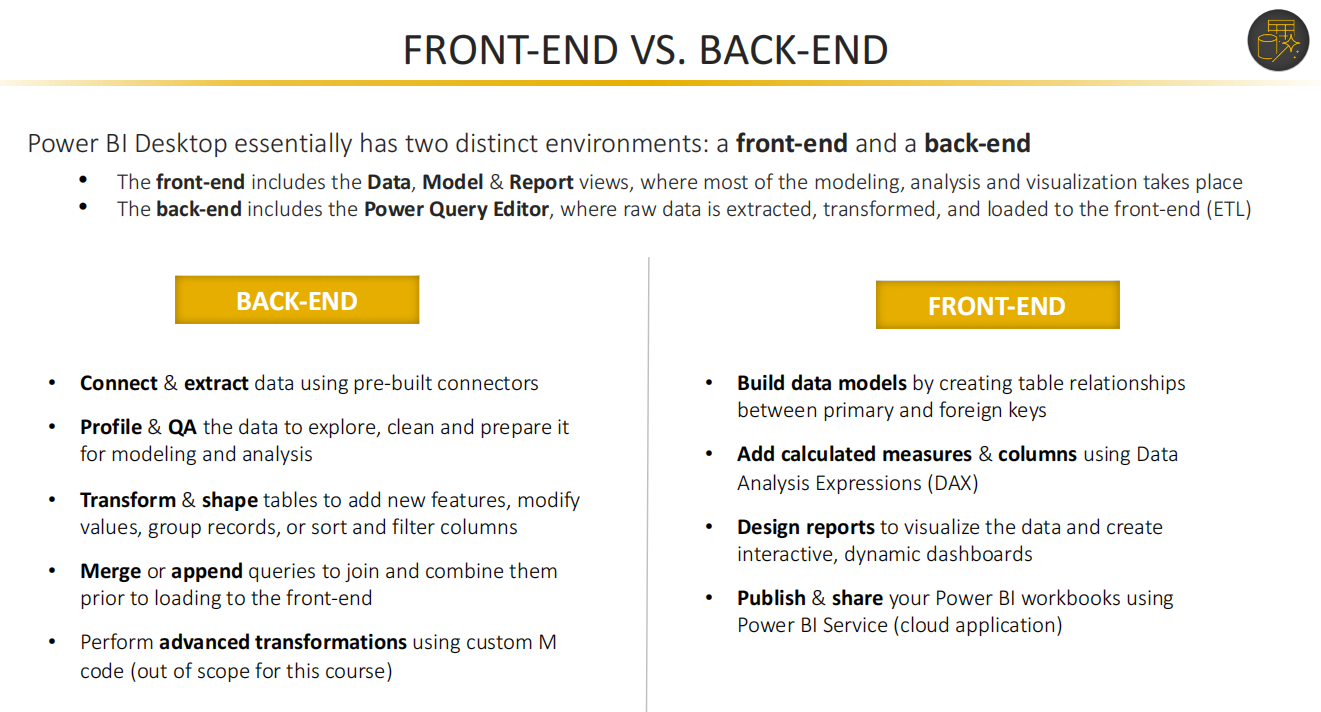 FRONT-END VS. BACK-END
Power BI Desktop essentially has two distinct environments: a front-end and a back-end
• The front-end includes the Data, Model & Report views, where most of the modeling, analysis and visualization takes place
• The back-end includes the Power Query Editor, where raw data is extracted, transformed, and loaded to the front-end (ETL)
BACK-END
• Connect & extract data using pre-built connectors
• Profile & QA the data to explore, clean and prepare it
for modeling and analysis
• Transform & shape tables to add new features, modify
values, group records, or sort and filter columns
• Merge or append queries to join and combine them
prior to loading to the front-end
• Perform advanced transformations using custom M
code (out of scope for this course)
FRONT-END
• Build data models by creating table relationships
between primary and foreign keys
• Add calculated measures & columns using Data
Analysis Expressions (DAX)
• Design reports to visualize the data and create
interactive, dynamic dashboards
• Publish & share your Power BI workbooks using
Power BI Service (cloud application)